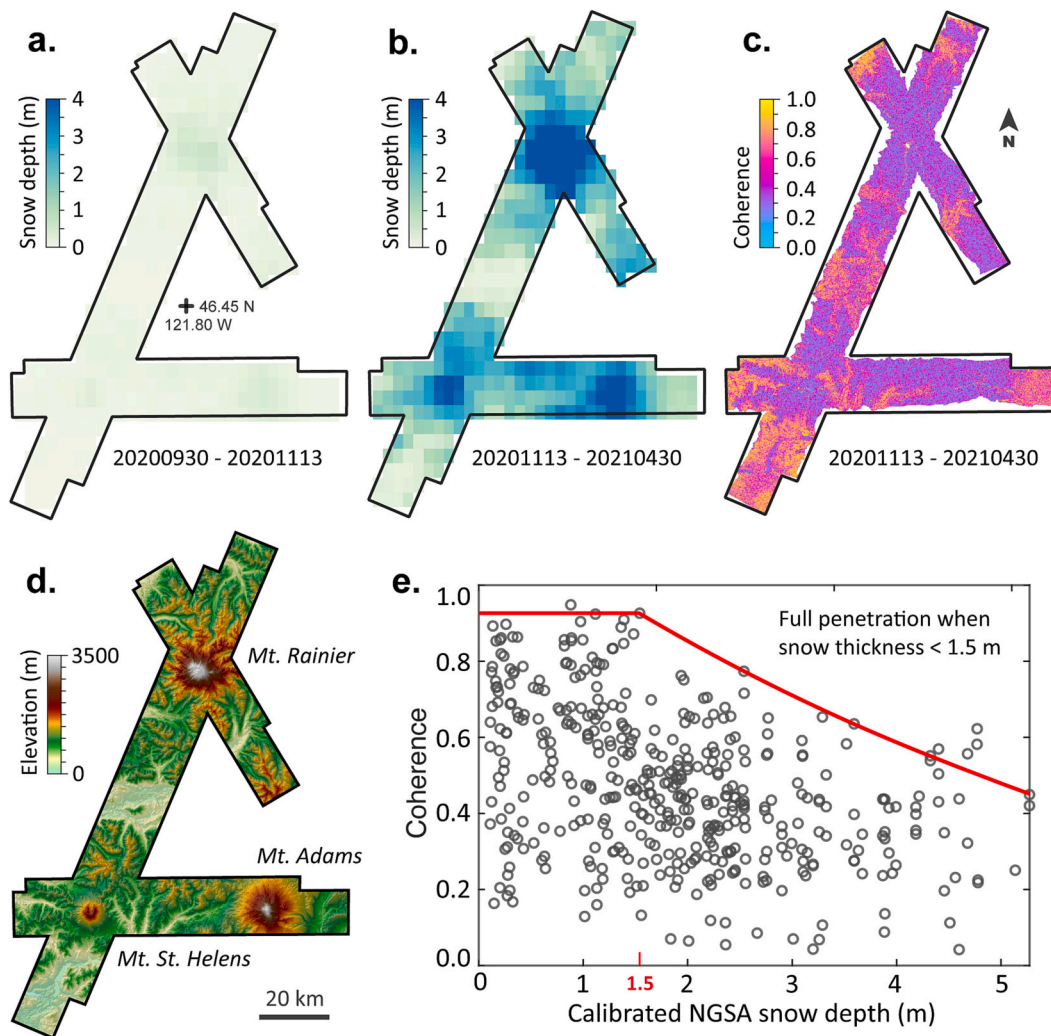 a.
Snow depth (m)
4
3
2
1
0
46.45 N
121.80 W
20200930 - 20201113
b.
Snow depth (m)
4
3
2
1
0
20201113 - 20210430
c.
Coherence
1.0
0.8
0.6
0.4
0.2
0.0
N
20201113 - 20210430
d.
Elevation (m)
3500
0
Mt. Rainier
Mt. Adams
Mt. St. Helens
20 km
e.
Coherence
1.0
0.8
0.6
0.4
0.2
0.0
Full penetration when
snow thickness < 1.5 m
0
1
1.5
2
3
4
5
Calibrated NGSA snow depth (m)